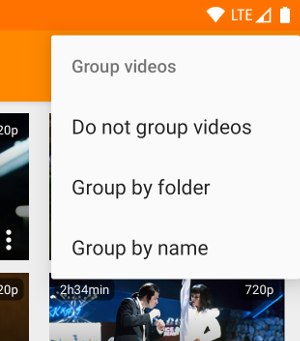 LTE
Group videos
20p
Do not group videos
Group by folder
Group by name
20p
2h34min
720p